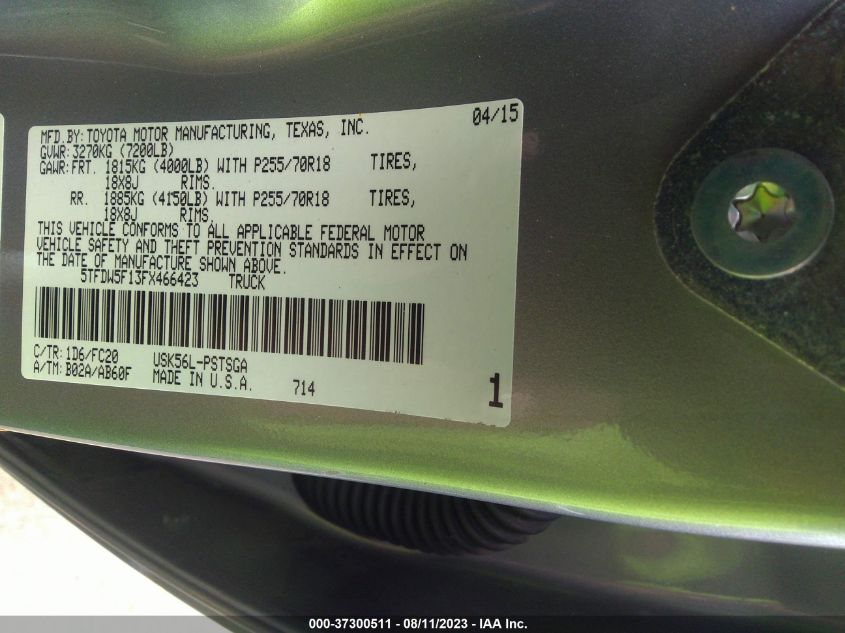 04/15
MFD.BY:TOYOTA MOTOR MANUFACTURING, TEXAS, INC.
GVWR:3270KG (7200LB)
GAWR:FRT. 1815KG (4000LB) WITH P255/70R18 TIRES,
18X8J RIMS.
RR. 1885KG (4150LB) WITH P255/70R18 TIRES,
18X8J RIMS.
THIS VEHICLE CONFORMS TO ALL APPLICABLE FEDERAL MOTOR
VEHICLE SAFETY AND THEFT PREVENTION STANDARDS IN EFFECT ON
THE DATE OF MANUFACTURE SHOWN ABOVE.
5TFDW5F13FX466423 TRUCK
C/TR:1D6/FC20 USK56L-PSTSGA
A/TM:B02A/AB60F MADE IN U.S.A. 714
1
000-37300511 - 08/11/2023 - IAA Inc.